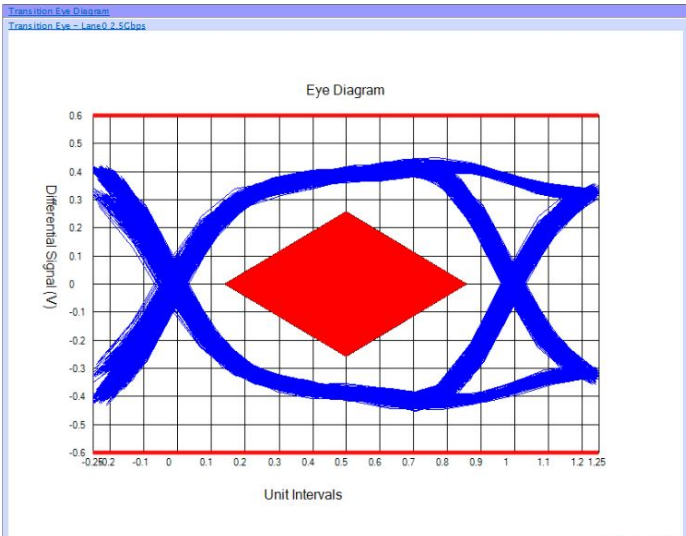 Transition Eye Diagram
Transition Eye - Lane0 2.5Gbps
Eye Diagram
0.6
0.5
0.4
0.3
0.2
0.1
0
-0.1
-0.2
-0.3
-0.4
-0.5
-0.6
Differential Signal (V)
-0.25 -0.2 -0.1 0 0.1 0.2 0.3 0.4 0.5 0.6 0.7 0.8 0.9 1 1.1 1.2 1.25
Unit Intervals